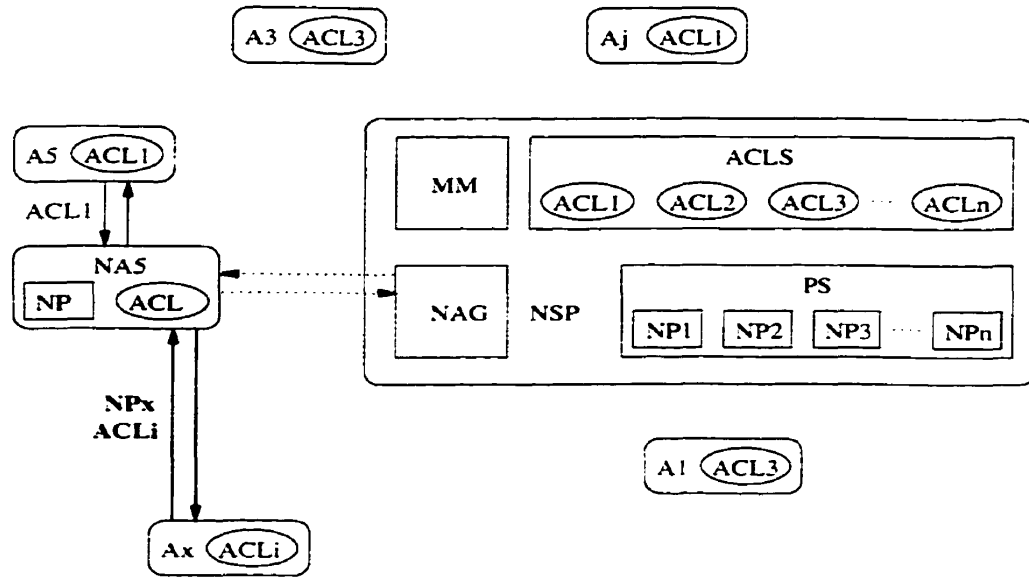 A3 ACL3
Aj ACL1
A5 ACL1
ACL1
NA5
NP ACL
NPx
ACLi
Ax ACLi
MM
ACLS
ACL1 ACL2 ACL3 ..... ACLn
NAG NSP
PS
NP1 NP2 NP3 ..... NPn
A1 ACL3